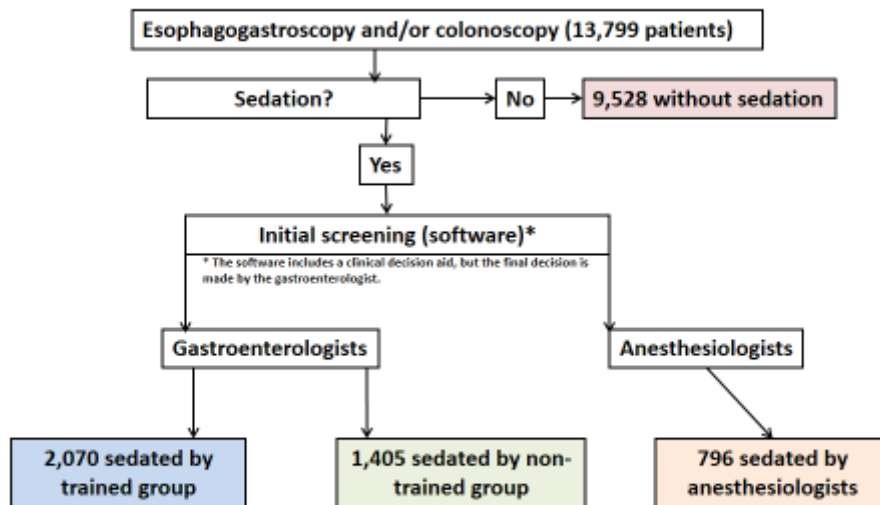 Esophagogastroscopy and/or colonoscopy (13,799 patients)
Sedation?
No
9,528 without sedation
Yes
Initial screening (software)*
* The software includes a clinical decision aid, but the final decision is
made by the gastroenterologist.
Gastroenterologists
Anesthesiologists
2,070 sedated by
trained group
1,405 sedated by non-
trained group
796 sedated by
anesthesiologists